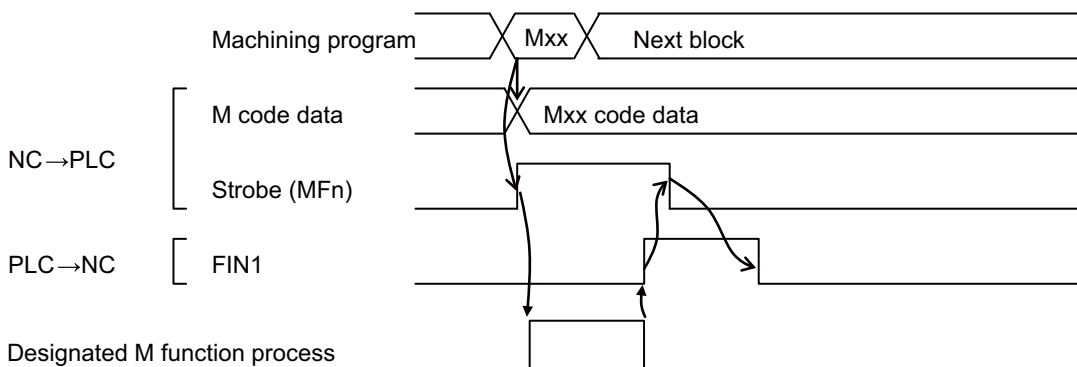 Machining program Mxx Next block
M code data Mxx code data
NC→PLC
Strobe (MFn)
PLC→NC FIN1
Designated M function process